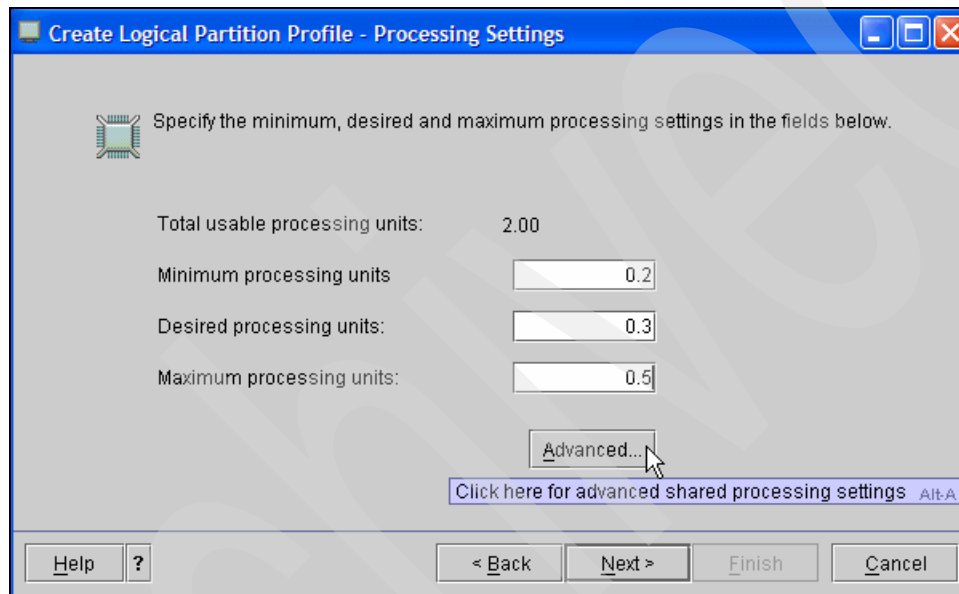 Create Logical Partition Profile - Processing Settings
Specify the minimum, desired and maximum processing settings in the fields below.
Total usable processing units: 2.00
Minimum processing units 0.2
Desired processing units: 0.3
Maximum processing units: 0.5
Advanced...
Click here for advanced shared processing settings Alt-A
Help ? < Back Next > Finish Cancel